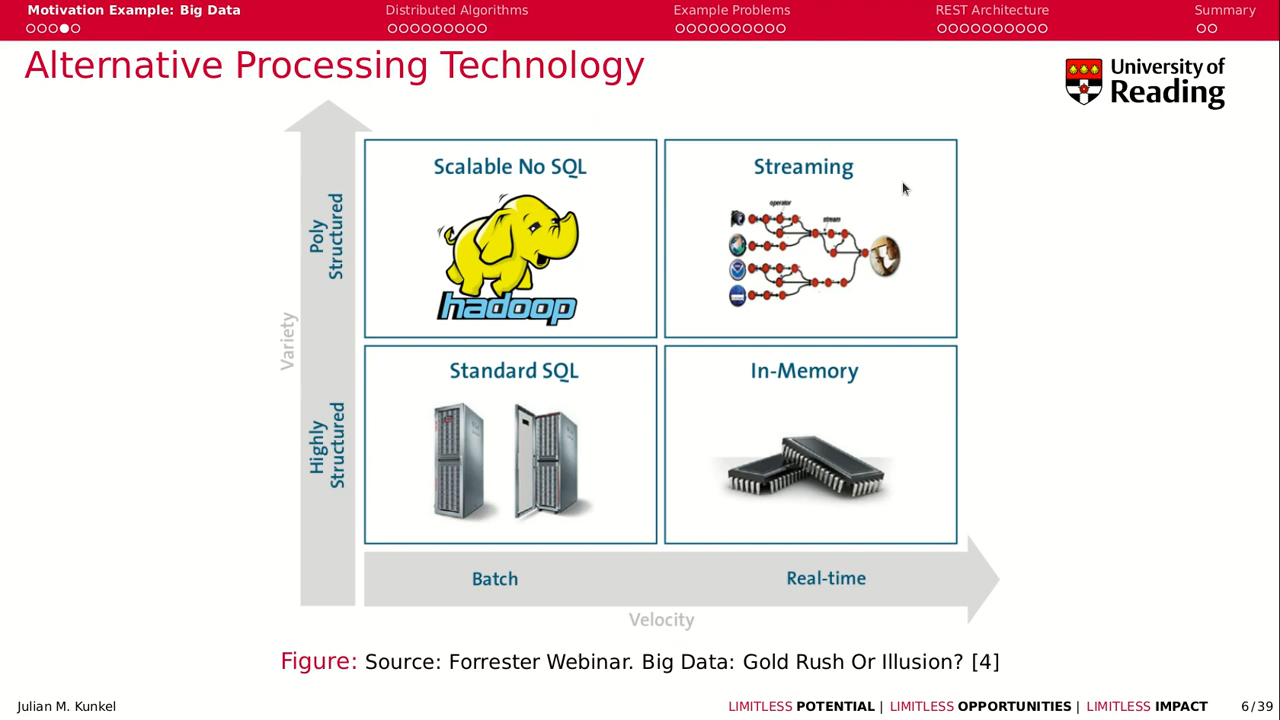 Motivation Example: Big Data Distributed Algorithms Example Problems REST Architecture Summary
Alternative Processing Technology
University of
Reading
Scalable No SQL
hadoop
Streaming
operator
stream
Poly
Structured
Variety
Highly
Structured
Standard SQL
In-Memory
Batch
Real-time
Velocity
Figure: Source: Forrester Webinar. Big Data: Gold Rush Or Illusion? [4]
Julian M. Kunkel
LIMITLESS POTENTIAL | LIMITLESS OPPORTUNITIES | LIMITLESS IMPACT
6/39